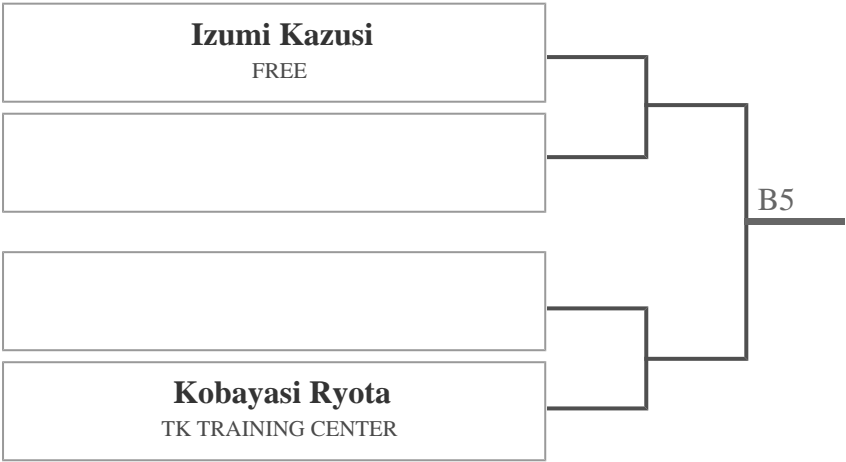 Izumi Kazusi
FREE
B5
Kobayasi Ryota
TK TRAINING CENTER